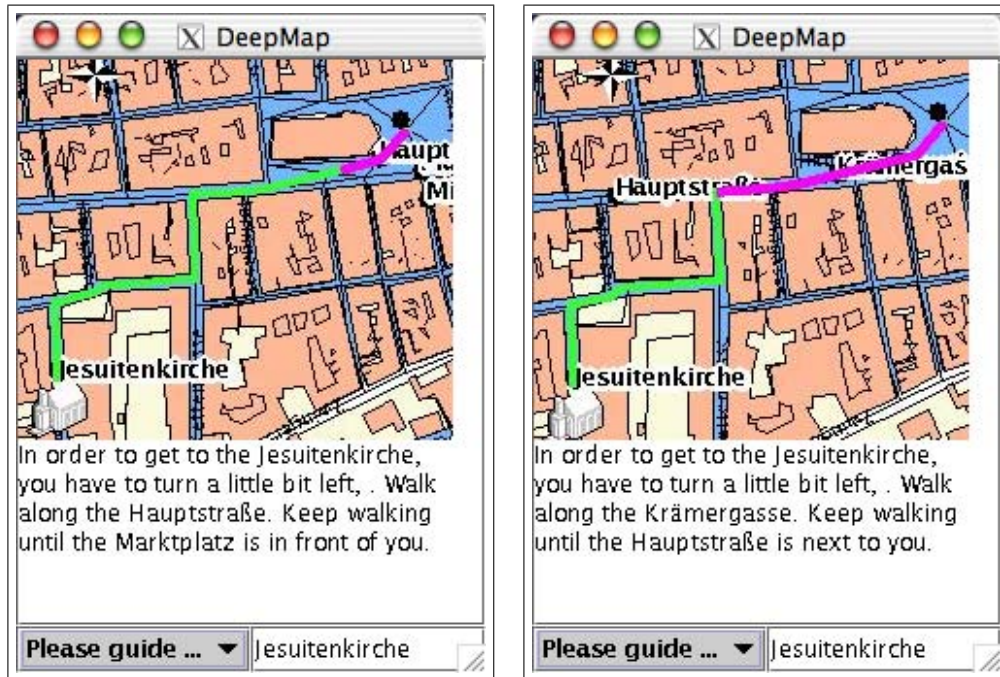 DeepMap
Haupt
Mi
Jesuitenkirche
In order to get to the Jesuitenkirche,
you have to turn a little bit left, . Walk
along the Hauptstraße. Keep walking
until the Marktplatz is in front of you.
Please guide ...
Jesuitenkirche
DeepMap
Krämergas
Hauptstraße
Jesuitenkirche
In order to get to the Jesuitenkirche,
you have to turn a little bit left, . Walk
along the Krämergasse. Keep walking
until the Hauptstraße is next to you.
Please guide ...
Jesuitenkirche